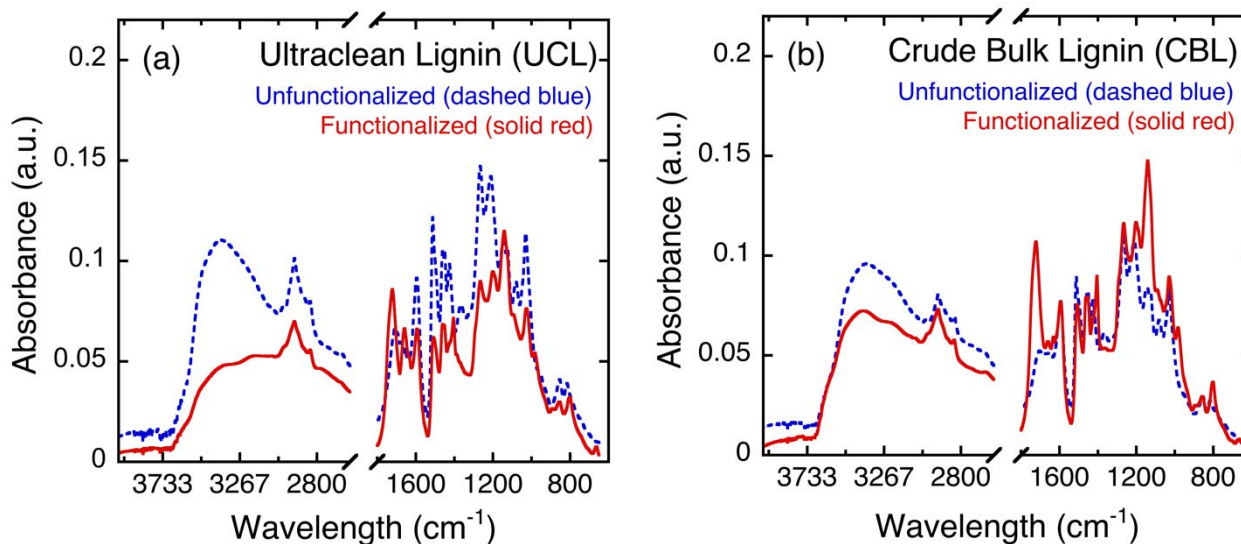 (a) Ultraclean Lignin (UCL)
Unfunctionalized (dashed blue)
Functionalized (solid red)
Absorbance (a.u.)
0.2
0.15
0.1
0.05
0
3733 3267 2800 1600 1200 800
Wavelength (cm⁻¹)
(b) Crude Bulk Lignin (CBL)
Unfunctionalized (dashed blue)
Functionalized (solid red)
Absorbance (a.u.)
0.2
0.15
0.1
0.05
0
3733 3267 2800 1600 1200 800
Wavelength (cm⁻¹)